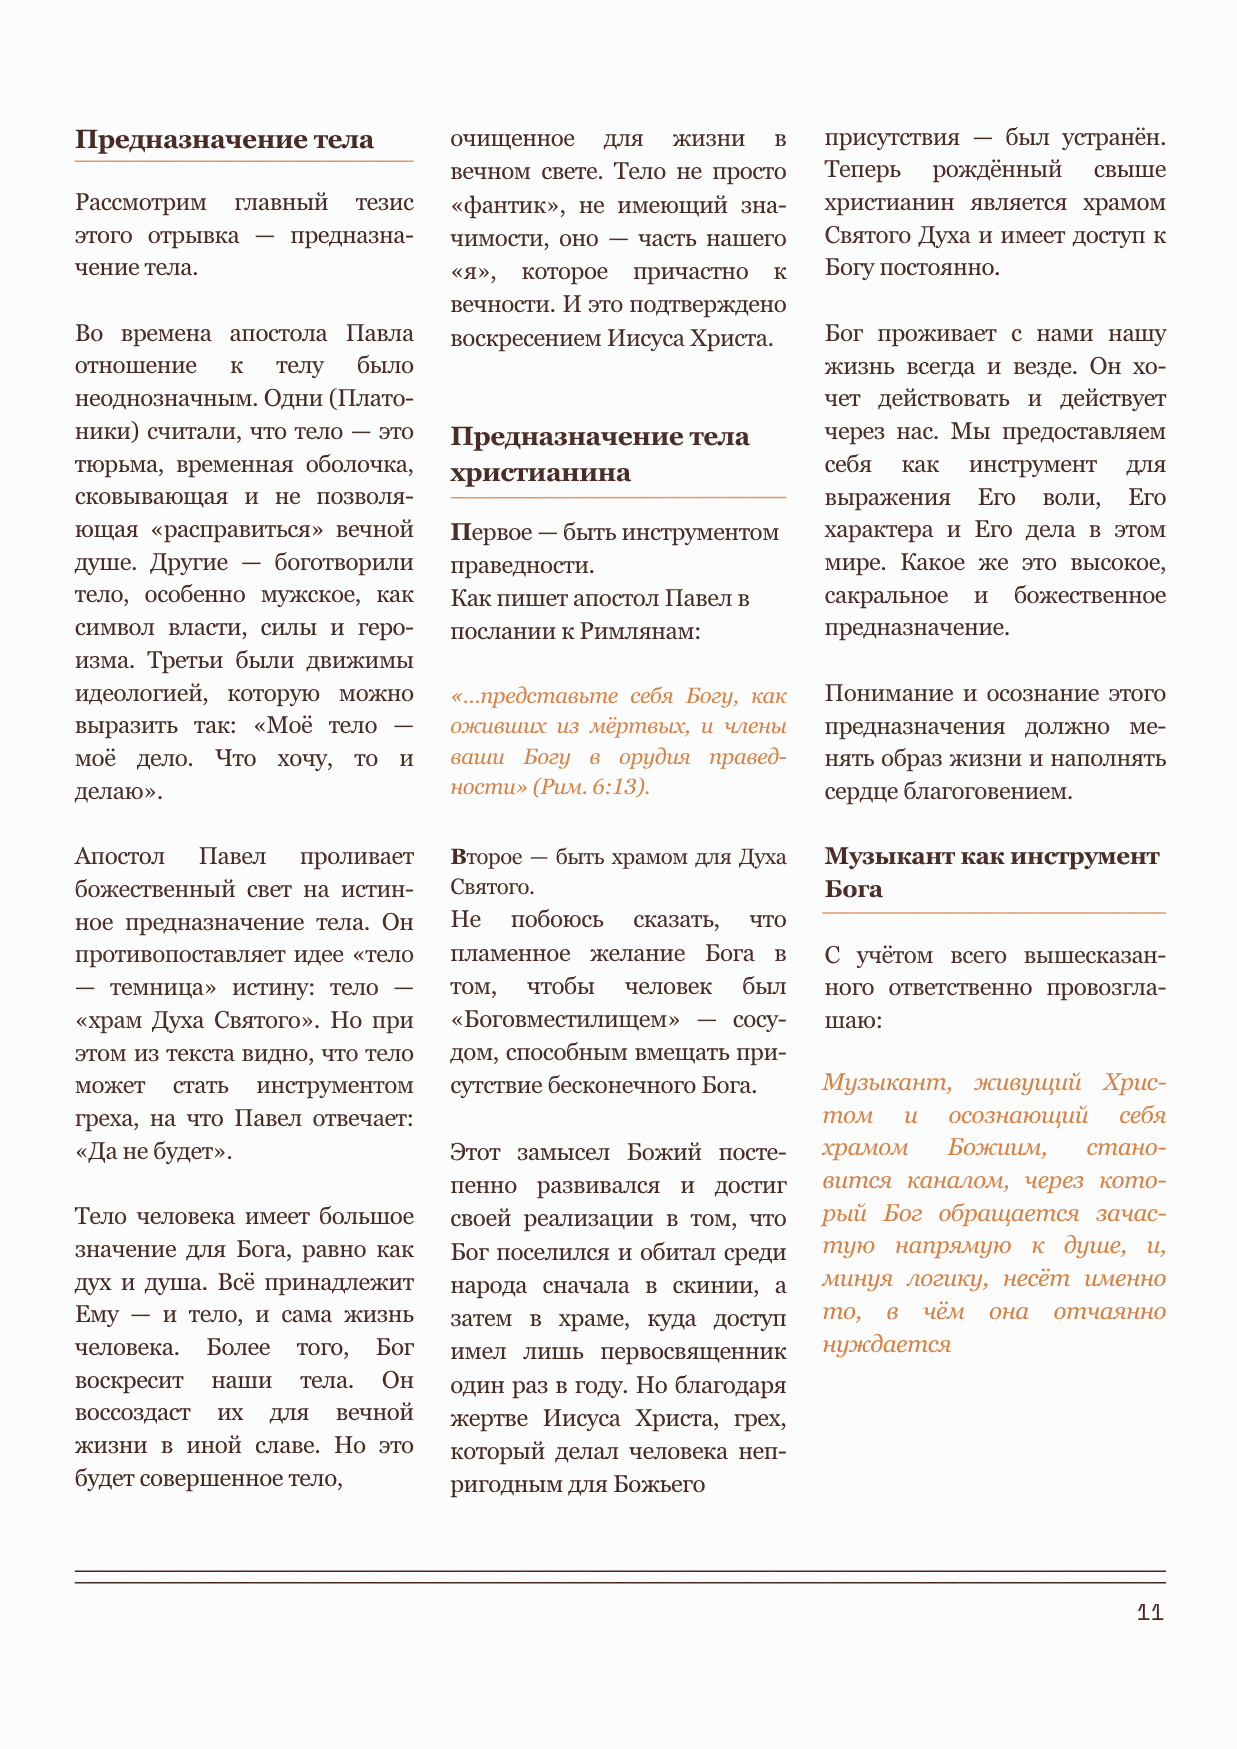 Предназначение тела
Рассмотрим главный тезис
этого отрывка — предназна-
чение тела.
Во времена апостола Павла
отношение к телу было
неоднозначным. Одни (Плато-
ники) считали, что тело — это
тюрьма, временная оболочка,
сковывающая и не позволя-
ющая «расправиться» вечной
душе. Другие — боготворили
тело, особенно мужское, как
символ власти, силы и геро-
изма. Третьи были движимы
идеологией, которую можно
выразить так: «Моё тело —
моё дело. Что хочу, то и
делаю».
Апостол Павел проливает
божественный свет на истин-
ное предназначение тела. Он
противопоставляет идее «тело
— темница» истину: тело —
«храм Духа Святого». Но при
этом из текста видно, что тело
может стать инструментом
греха, на что Павел отвечает:
«Да не будет».
Тело человека имеет большое
значение для Бога, равно как
дух и душа. Всё принадлежит
Ему — и тело, и сама жизнь
человека. Более того, Бог
воскресит наши тела. Он
воссоздаст их для вечной
жизни в иной славе. Но это
будет совершенное тело,
очищенное для жизни в
вечном свете. Тело не просто
«фантик», не имеющий зна-
чимости, оно — часть нашего
«я», которое причастно к
вечности. И это подтверждено
воскресением Иисуса Христа.
Предназначение тела
христианина
Первое — быть инструментом
праведности.
Как пишет апостол Павел в
послании к Римлянам:
«...представьте себя Богу, как
оживших из мёртвых, и члены
ваши Богу в орудия правед-
ности» (Рим. 6:13).
Второе — быть храмом для Духа
Святого.
Не побоюсь сказать, что
пламенное желание Бога в
том, чтобы человек был
«Боговместилищем» — сосу-
дом, способным вмещать при-
сутствие бесконечного Бога.
Этот замысел Божий посте-
пенно развивался и достиг
своей реализации в том, что
Бог поселился и обитал среди
народа сначала в скинии, а
затем в храме, куда доступ
имел лишь первосвященник
один раз в году. Но благодаря
жертве Иисуса Христа, грех,
который делал человека неп-
ригодным для Божьего
присутствия — был устранён.
Теперь рождённый свыше
христианин является храмом
Святого Духа и имеет доступ к
Богу постоянно.
Бог проживает с нами нашу
жизнь всегда и везде. Он хо-
чет действовать и действует
через нас. Мы предоставляем
себя как инструмент для
выражения Его воли, Его
характера и Его дела в этом
мире. Какое же это высокое,
сакральное и божественное
предназначение.
Понимание и осознание этого
предназначения должно ме-
нять образ жизни и наполнять
сердце благоговением.
Музыкант как инструмент
Бога
С учётом всего вышесказан-
ного ответственно провозгла-
шаю:
Музыкант, живущий Хрис-
том и осознающий себя
храмом Божиим, стано-
вится каналом, через кото-
рый Бог обращается зачас-
тую напрямую к душе, и,
минуя логику, несёт именно
то, в чём она отчаянно
нуждается
11